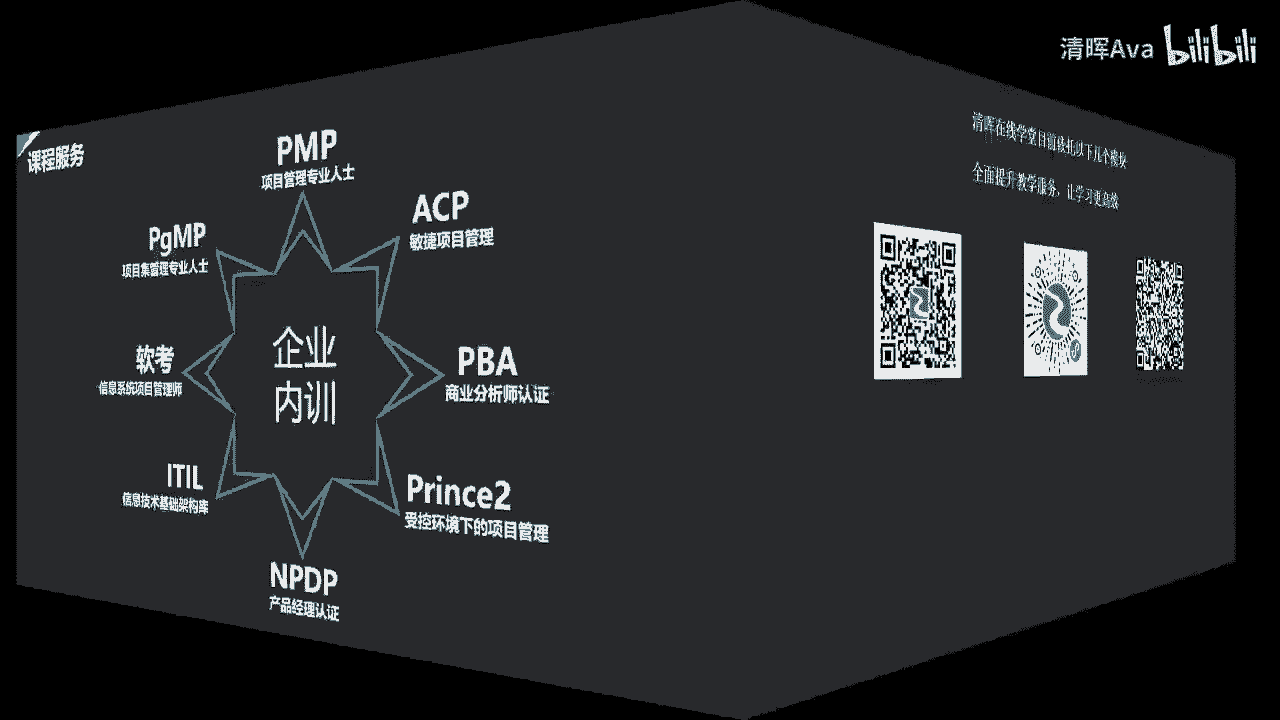 清晖Ava bilibili
课程服务
PMP
项目管理专业人士
ACP
敏捷项目管理
PgMP
项目集管理专业人士
软考
信息系统项目管理师
企业
内训
PBA
商业分析师认证
ITIL
信息技术基础架构库
Prince2
受控环境下的项目管理
NPDP
产品经理认证
清晖在线学堂目前依托以下几个模块
全面提升教学服务，让学习更高效